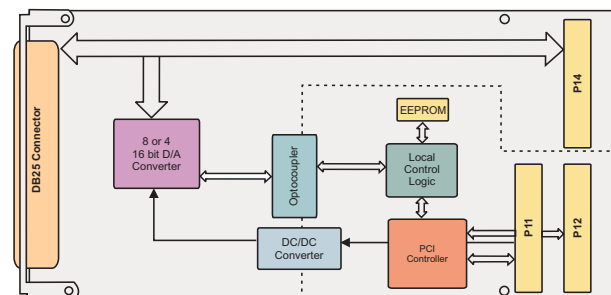 DB25 Connector
8 or 4
16 bit D/A
Converter
Optocoupler
DC/DC
Converter
EEPROM
Local
Control
Logic
PCI
Controller
P14
P11
P12